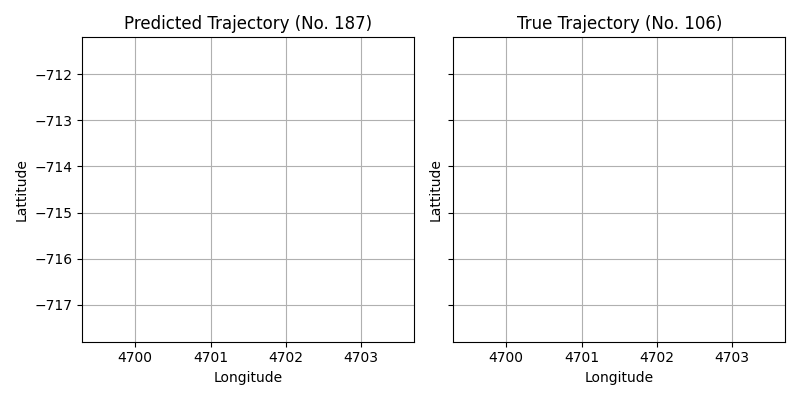 Predicted Trajectory (No. 187)
−712
−713
−714
−715
−716
−717
Lattitude
4700 4701 4702 4703
Longitude
True Trajectory (No. 106)
Lattitude
4700 4701 4702 4703
Longitude